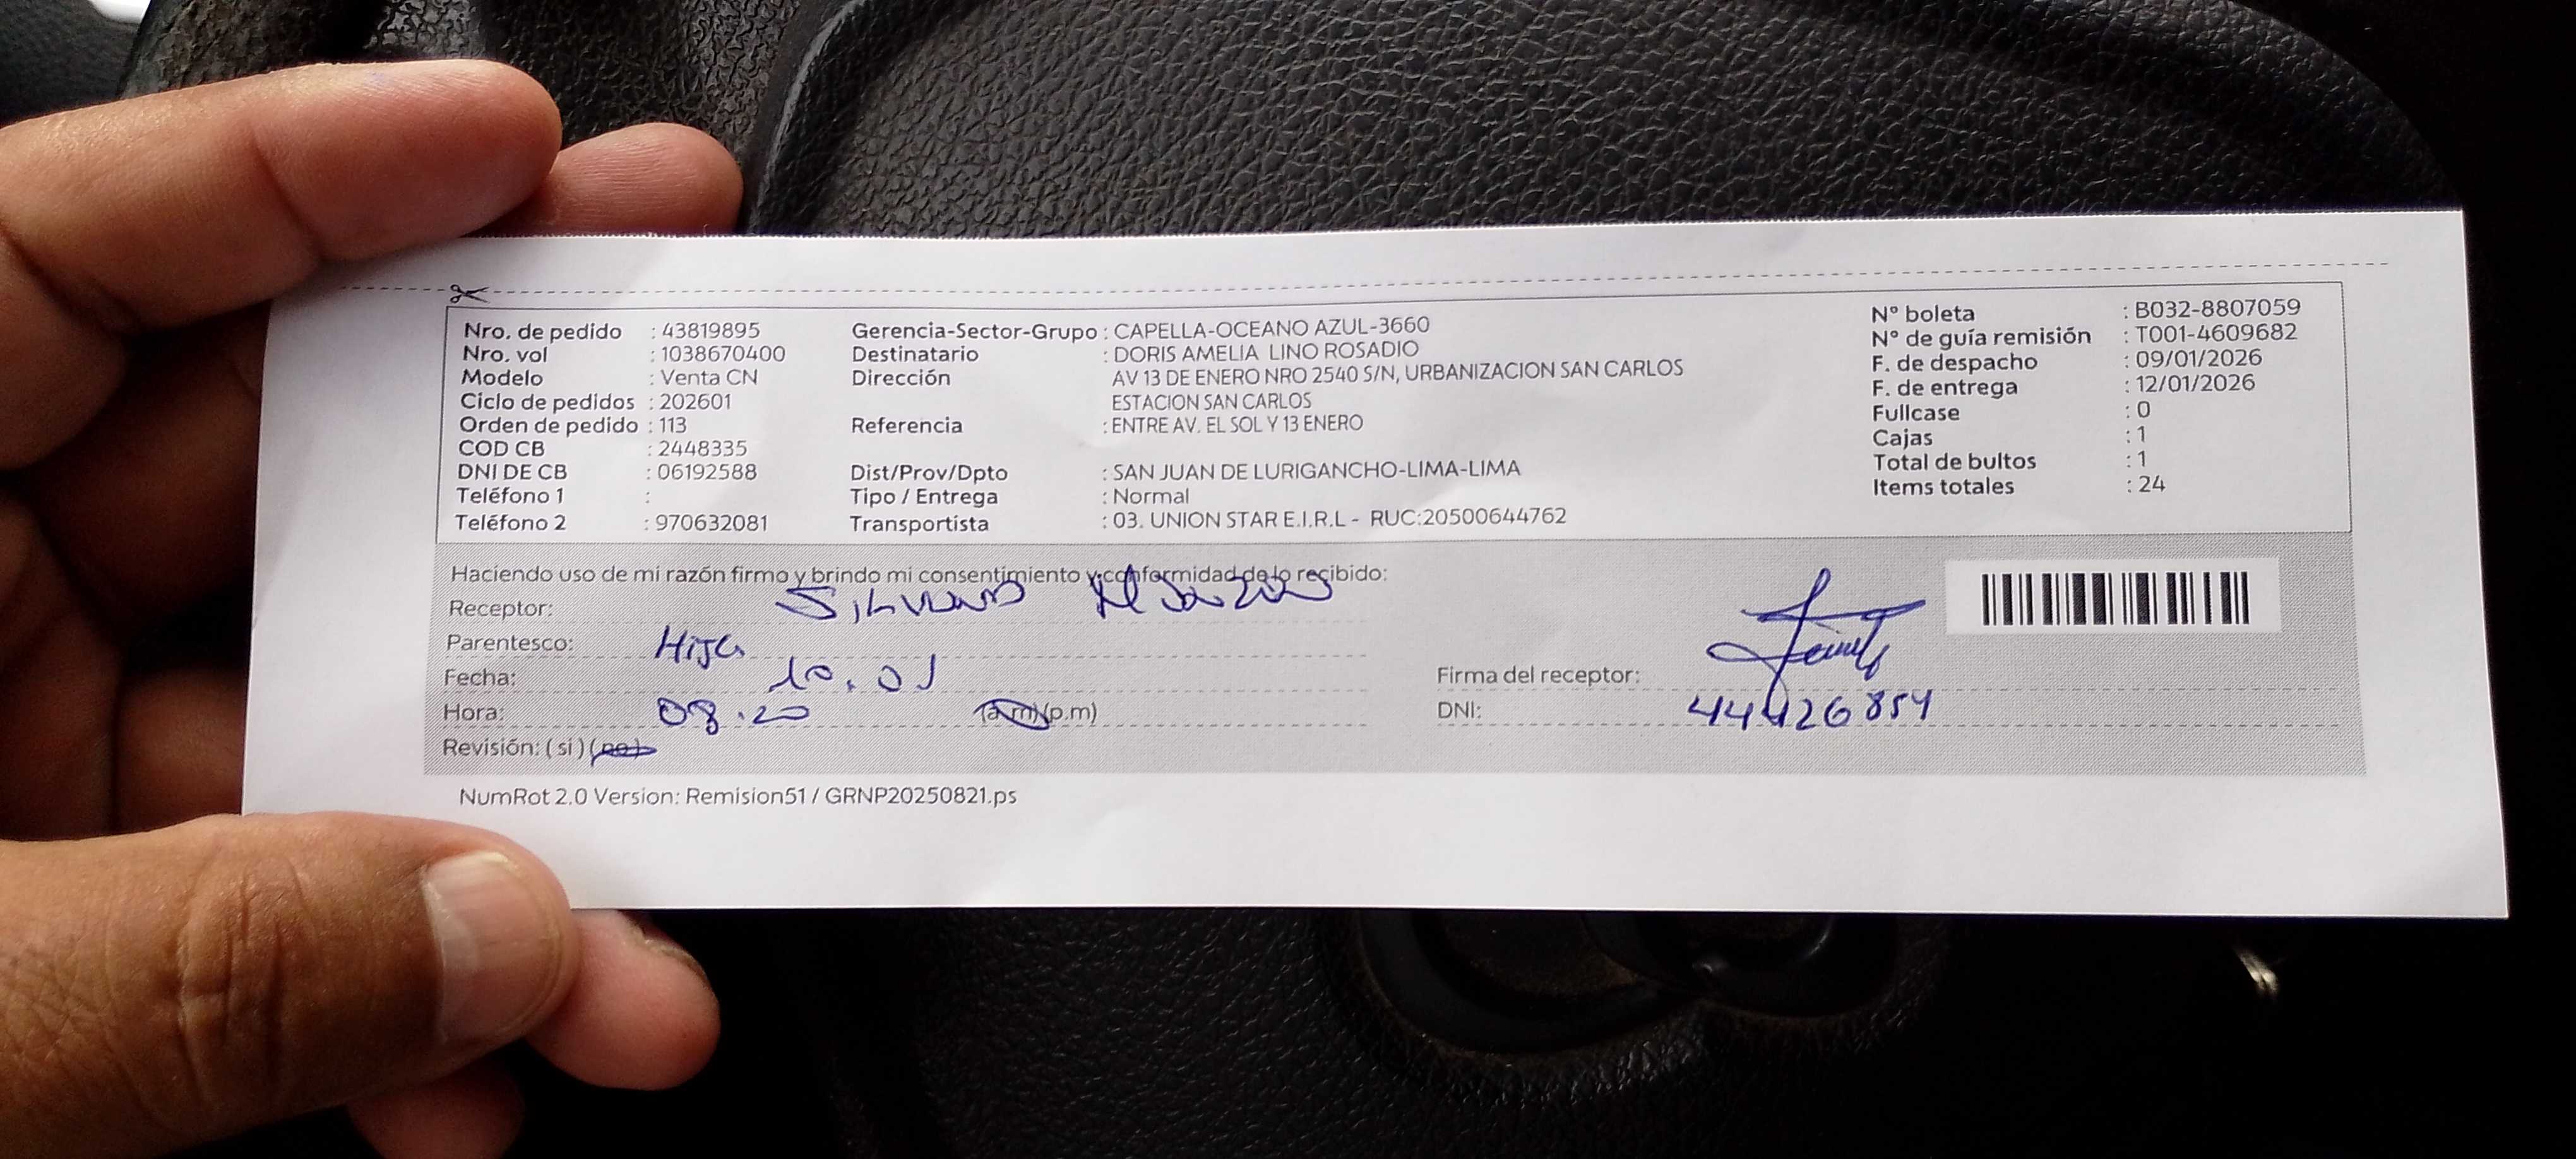 Nro. de pedido : 43819895
Nro. vol : 1038670400
Modelo : Venta CN
Ciclo de pedidos : 202601
Orden de pedido : 113
COD CB : 2448335
DNI DE CB : 06192588
Teléfono 1 :
Teléfono 2 : 970632081
Gerencia-Sector-Grupo : CAPELLA-OCEANO AZUL-3660
Destinatario : DORIS AMELIA LINO ROSADIO
Dirección AV 13 DE ENERO NRO 2540 S/N, URBANIZACION SAN CARLOS
ESTACION SAN CARLOS
Referencia : ENTRE AV. EL SOL Y 13 ENERO
Dist/Prov/Dpto : SAN JUAN DE LURIGANCHO-LIMA-LIMA
Tipo / Entrega : Normal
Transportista : 03. UNION STAR E.I.R.L - RUC:20500644762
N° boleta : B032-8807059
N° de guía remisión : T001-4609682
F. de despacho : 09/01/2026
F. de entrega : 12/01/2026
Fullcase : 0
Cajas : 1
Total de bultos : 1
Items totales : 24
Haciendo uso de mi razón firmo y brindo mi consentimiento y conformidad de lo recibido:
Receptor:
Parentesco: Hija
Fecha: 10.01
Hora: 08.20 (a.m)(p.m)
Revisión: ( si ) (no)
Firma del receptor:
DNI: 44426854
NumRot 2.0 Version: Remision51 / GRNP20250821.ps